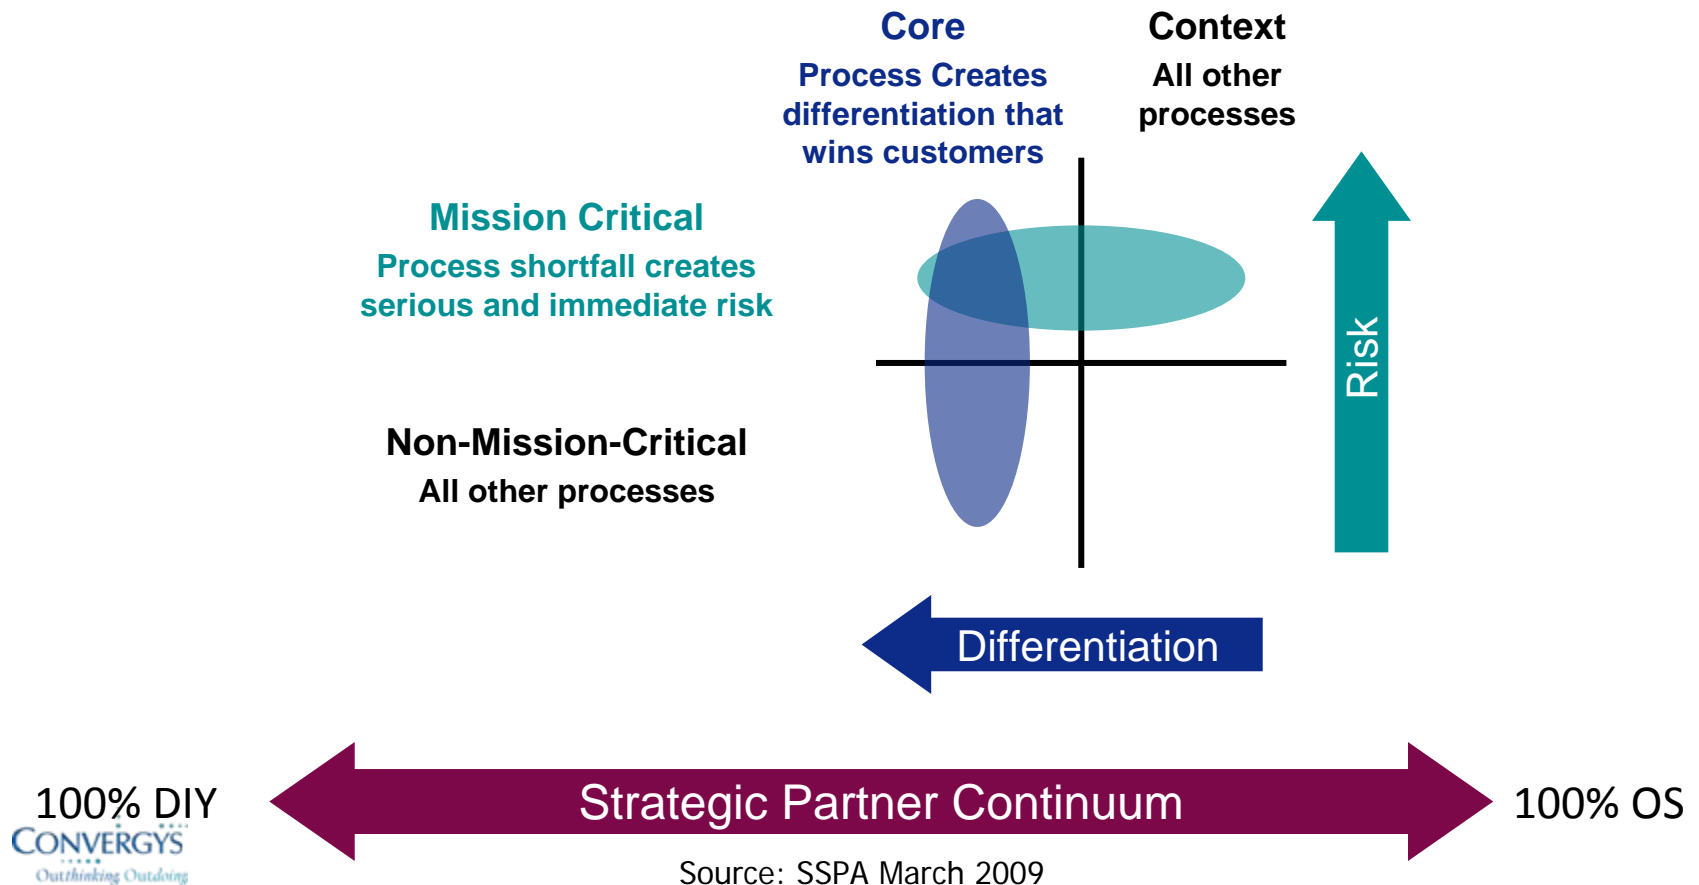 Core
Process Creates
differentiation that
wins customers
Context
All other
processes
Mission Critical
Process shortfall creates
serious and immediate risk
Risk
Non-Mission-Critical
All other processes
Differentiation
100% DIY
Strategic Partner Continuum
100% OS
CONVERGYS
Outthinking Outdoing
Source: SSPA March 2009